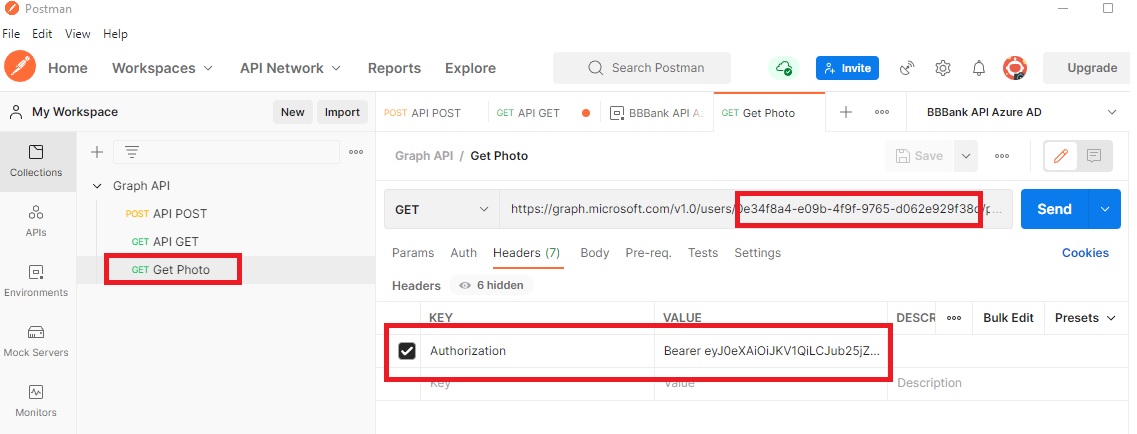 Postman
File Edit View Help
Home Workspaces API Network Reports Explore Search Postman Invite Upgrade
My Workspace New Import POST API POST GET API GET BBBank API Az GET Get Photo BBBank API Azure AD
Collections
APIs
Environments
Mock Servers
Monitors
Graph API
POST API POST
GET API GET
GET Get Photo
Graph API / Get Photo Save
GET https://graph.microsoft.com/v1.0/users/0e34f8a4-e09b-4f9f-9765-d062e929f38d/p... Send
Params Auth Headers (7) Body Pre-req. Tests Settings Cookies
Headers 6 hidden
KEY VALUE DESCR Bulk Edit Presets
Authorization Bearer eyJ0eXAiOiJKV1QiLCJub25jZ...
Key Value Description